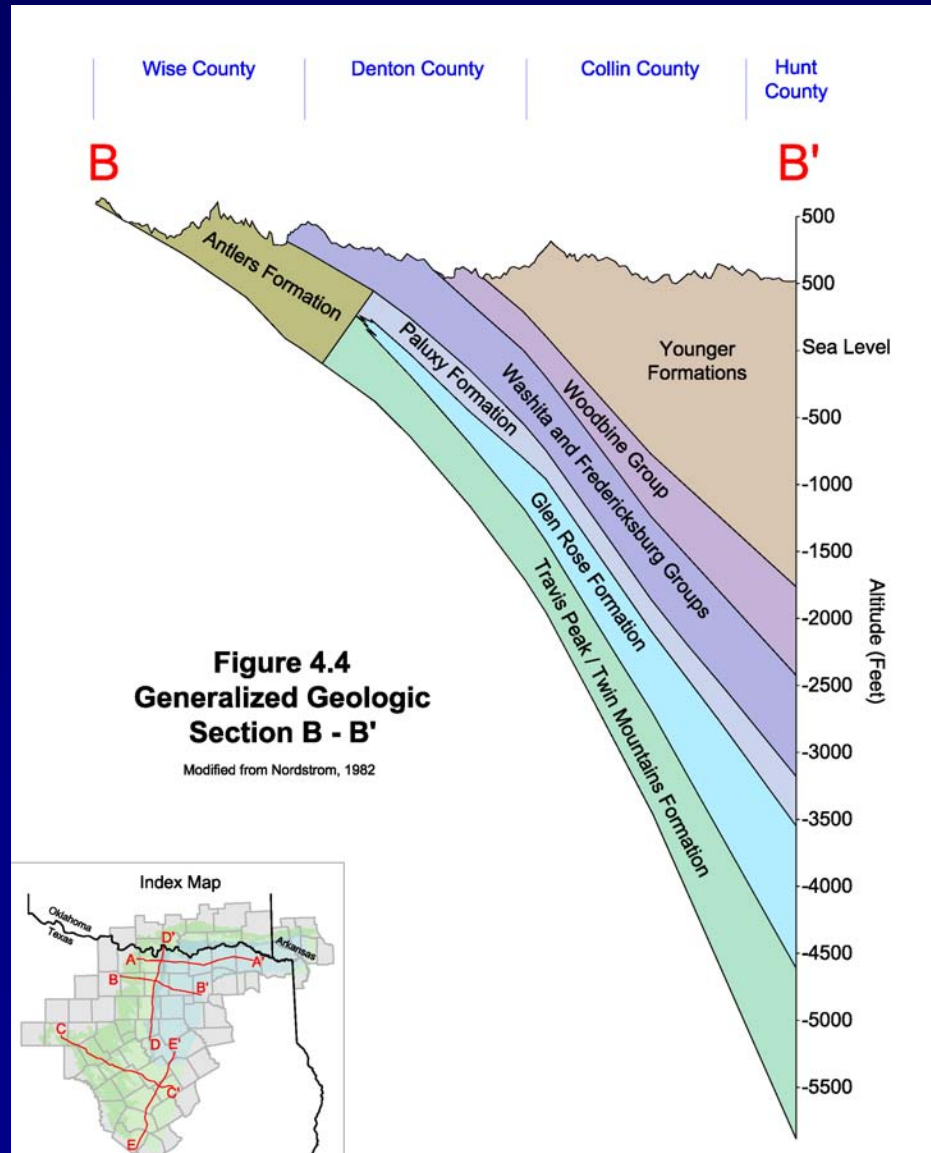 Wise County
Denton County
Collin County
Hunt
County
B
B'
Antlers Formation
Paluxy Formation
Washita and Fredericksburg Groups
Woodbine Group
Younger
Formations
Glen Rose Formation
Travis Peak / Twin Mountains Formation
500
500
Sea Level
-500
-1000
-1500
-2000
-2500
-3000
-3500
-4000
-4500
-5000
-5500
Altitude (Feet)
Figure 4.4
Generalized Geologic
Section B - B'
Modified from Nordstrom, 1982
Index Map
Oklahoma
Texas
Arkansas
D'
A
A'
B
B'
C
D
E'
C'
E